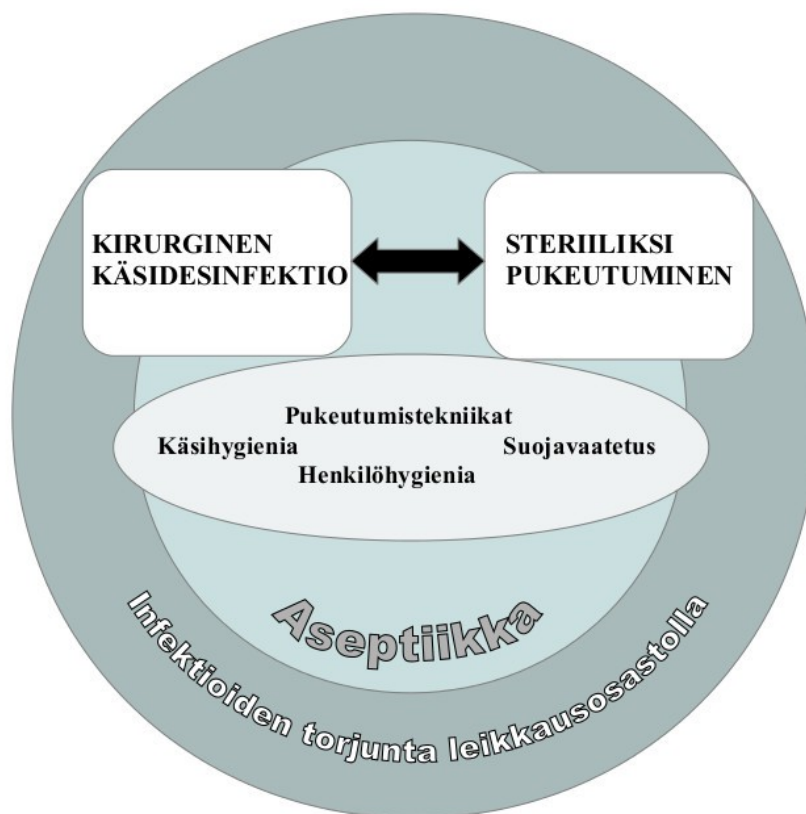 KIRURGINEN
KÄSIDESINFEKTIO
STERIILIKSI
PUKEUTUMINEN
Pukeutumistekniikat
Käsihygienia
Suojavaatetus
Henkilöhygienia
Aseptiikka
Infektioiden torjunta leikkausosastolla